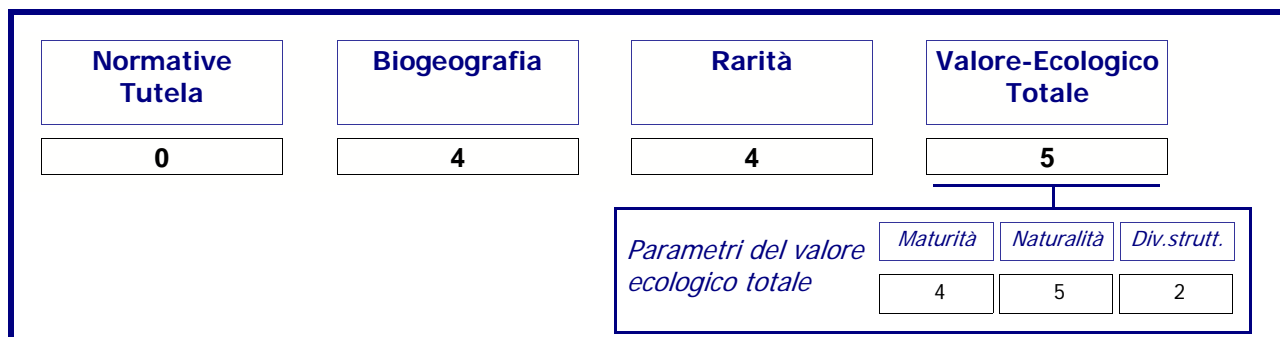 Normative
Tutela
Biogeografia
Rarità
Valore-Ecologico
Totale
0
4
4
5
Parametri del valore
ecologico totale
Maturità
Naturalità
Div.strutt.
4
5
2